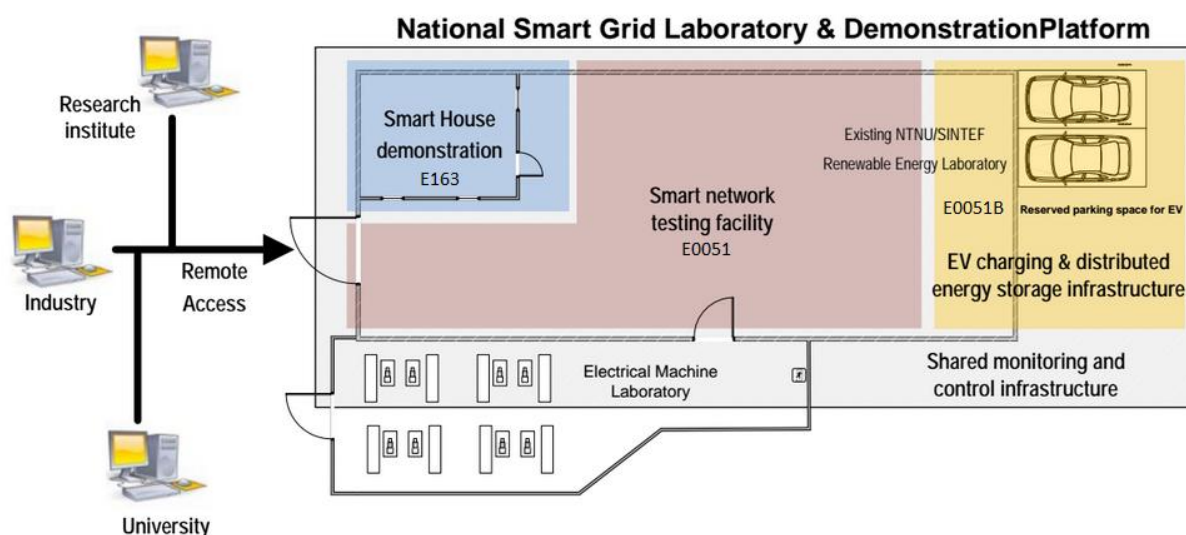 National Smart Grid Laboratory & DemonstrationPlatform
Research
institute
Industry
Remote
Access
University
Smart House
demonstration
E163
Smart network
testing facility
E0051
Existing NTNU/SINTEF
Renewable Energy Laboratory
E0051B
Reserved parking space for EV
EV charging & distributed
energy storage infrastructure
Electrical Machine
Laboratory
Shared monitoring and
control infrastructure